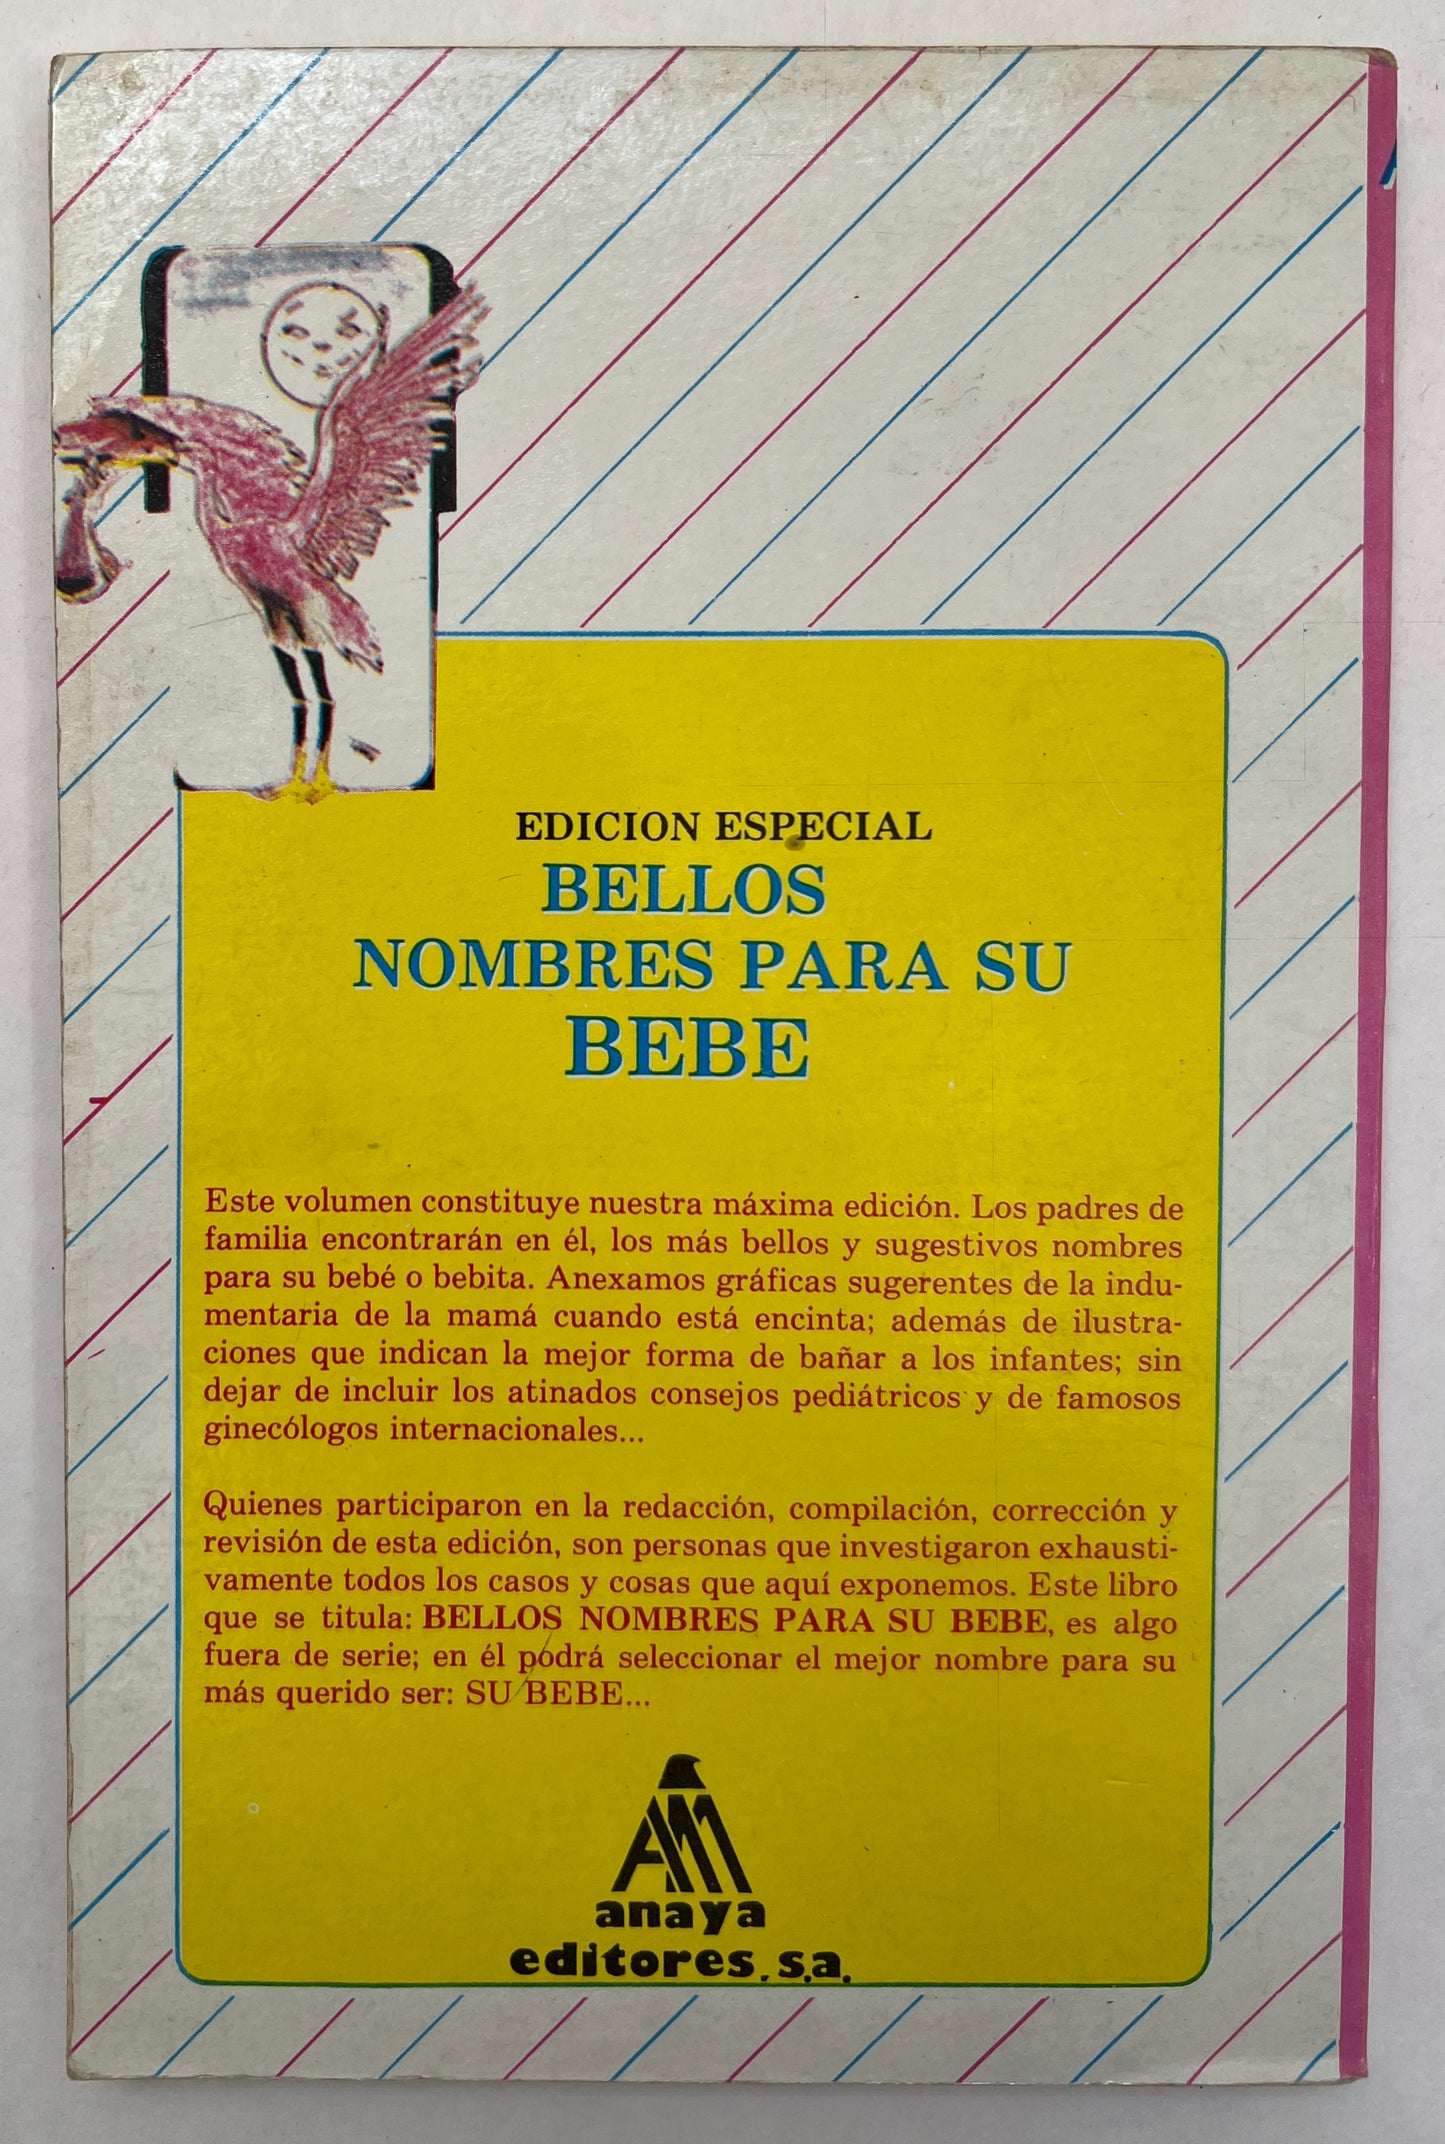 EDICION ESPECIAL
BELLOS
NOMBRES PARA SU
BEBE
Este volumen constituye nuestra máxima edición. Los padres de
familia encontrarán en él, los más bellos y sugestivos nombres
para su bebé o bebita. Anexamos gráficas sugerentes de la indu-
mentaria de la mamá cuando está encinta; además de ilustra-
ciones que indican la mejor forma de bañar a los infantes; sin
dejar de incluir los atinados consejos pediátricos y de famosos
ginecólogos internacionales...
Quienes participaron en la redacción, compilación, corrección y
revisión de esta edición, son personas que investigaron exhausti-
vamente todos los casos y cosas que aquí exponemos. Este libro
que se titula: BELLOS NOMBRES PARA SU BEBE, es algo
fuera de serie; en él podrá seleccionar el mejor nombre para su
más querido ser: SU BEBE...
anaya
editores, s.a.